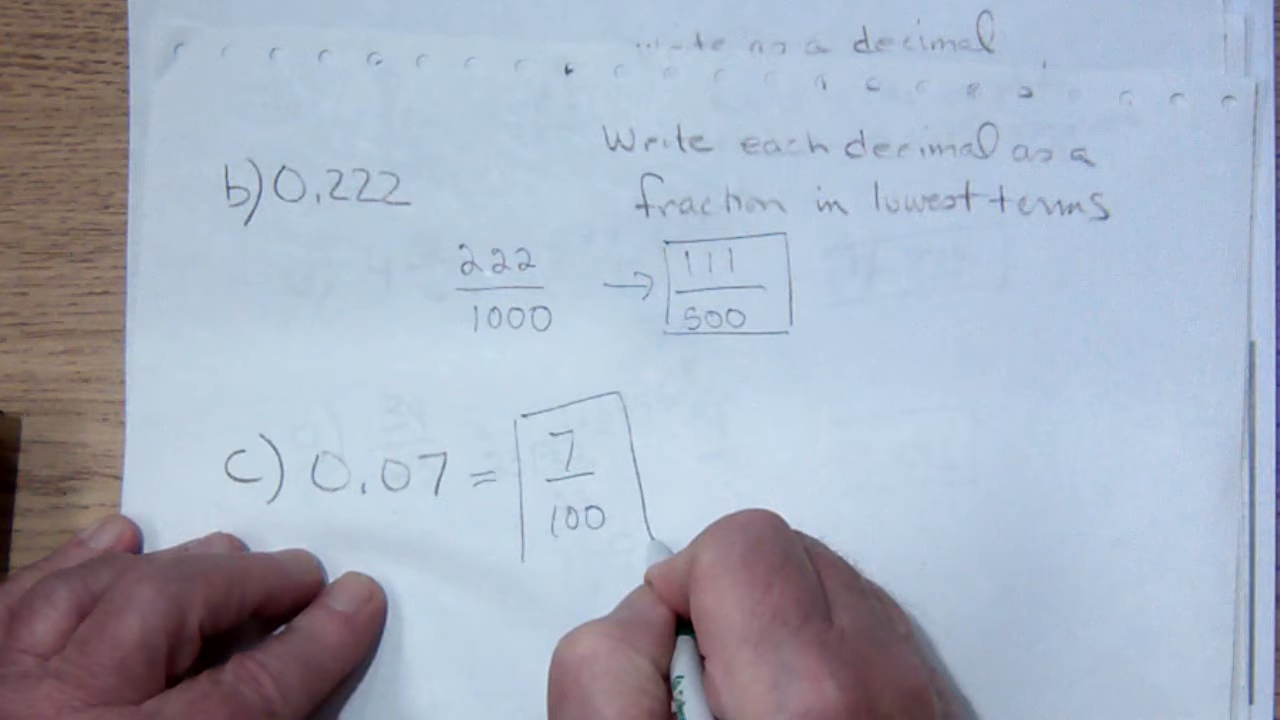 as a decimal
Write each decimal as a
fraction in lowest terms
b) 0.222
222/1000 → 111/500
c) 0.07 = 7/100